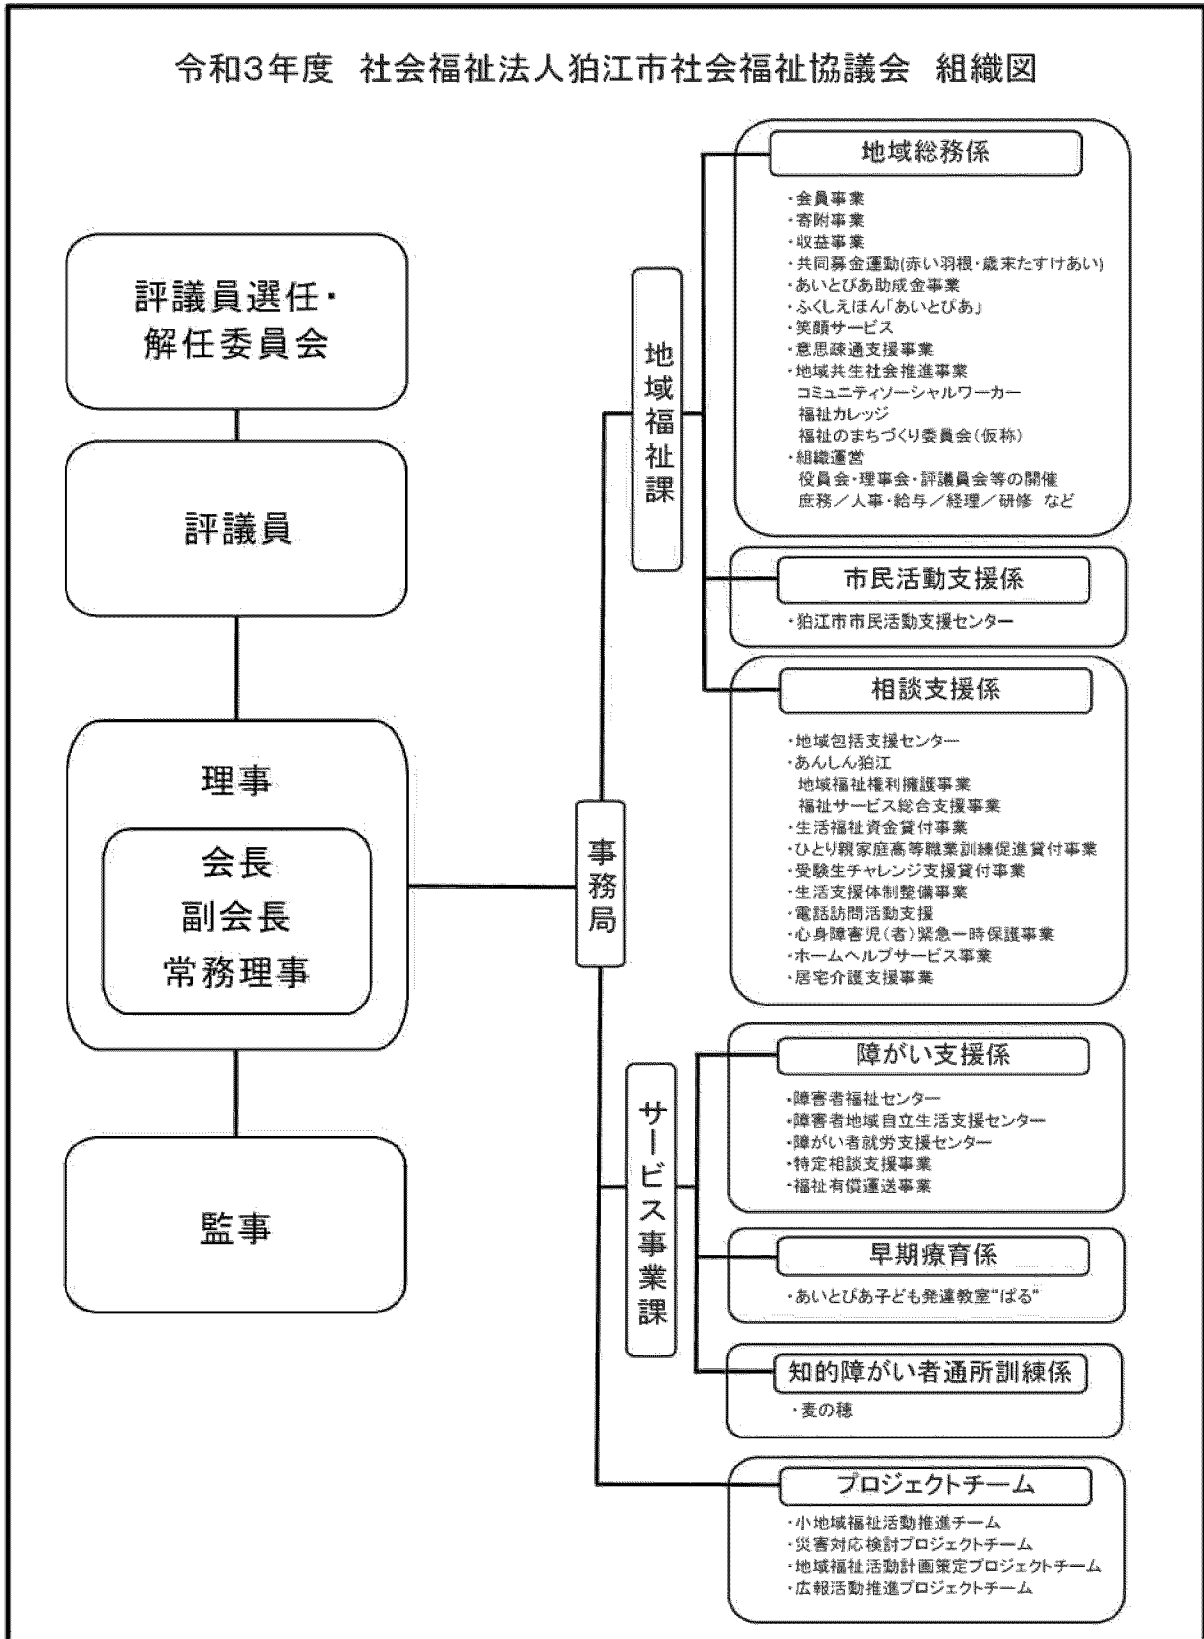 令和3年度 社会福祉法人狛江市社会福祉協議会 組織図
評議員選任・
解任委員会
評議員
理事
会長
副会長
常務理事
監事
事務局
地域福祉課
地域総務係
・会員事業
・寄附事業
・収益事業
・共同募金運動(赤い羽根・歳末たすけあい)
・あいとぴあ助成金事業
・ふくしえほん「あいとぴあ」
・笑顔サービス
・意思疎通支援事業
・地域共生社会推進事業
コミュニティソーシャルワーカー
福祉カレッジ
福祉のまちづくり委員会(仮称)
・組織運営
役員会・理事会・評議員会等の開催
庶務/人事・給与/経理/研修 など
市民活動支援係
・狛江市市民活動支援センター
相談支援係
・地域包括支援センター
・あんしん狛江
地域福祉権利擁護事業
福祉サービス総合支援事業
・生活福祉資金貸付事業
・ひとり親家庭高等職業訓練促進貸付事業
・受験生チャレンジ支援貸付事業
・生活支援体制整備事業
・電話訪問活動支援
・心身障害児(者)緊急一時保護事業
・ホームヘルプサービス事業
・居宅介護支援事業
サービス事業課
障がい支援係
・障害者福祉センター
・障害者地域自立生活支援センター
・障がい者就労支援センター
・特定相談支援事業
・福祉有償運送事業
早期療育係
・あいとぴあ子ども発達教室"ぱる"
知的障がい者通所訓練係
・麦の穂
プロジェクトチーム
・小地域福祉活動推進チーム
・災害対応検討プロジェクトチーム
・地域福祉活動計画策定プロジェクトチーム
・広報活動推進プロジェクトチーム